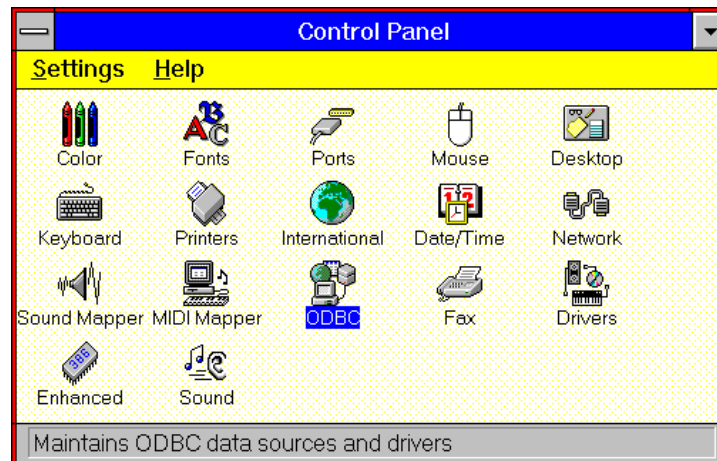 Control Panel
Settings Help
Color Fonts Ports Mouse Desktop
Keyboard Printers International Date/Time Network
Sound Mapper MIDI Mapper ODBC Fax Drivers
Enhanced Sound
Maintains ODBC data sources and drivers